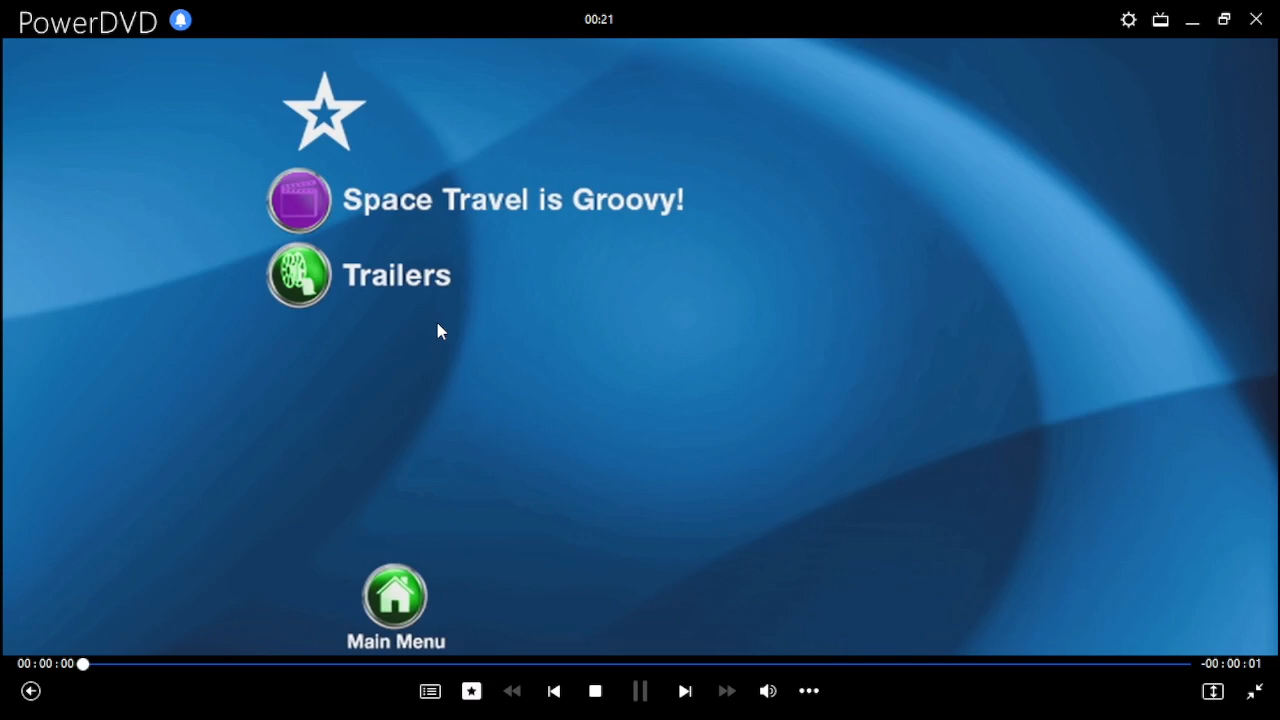 PowerDVD
00:21
Space Travel is Groovy!
Trailers
Main Menu
00:00:00
-00:00:01